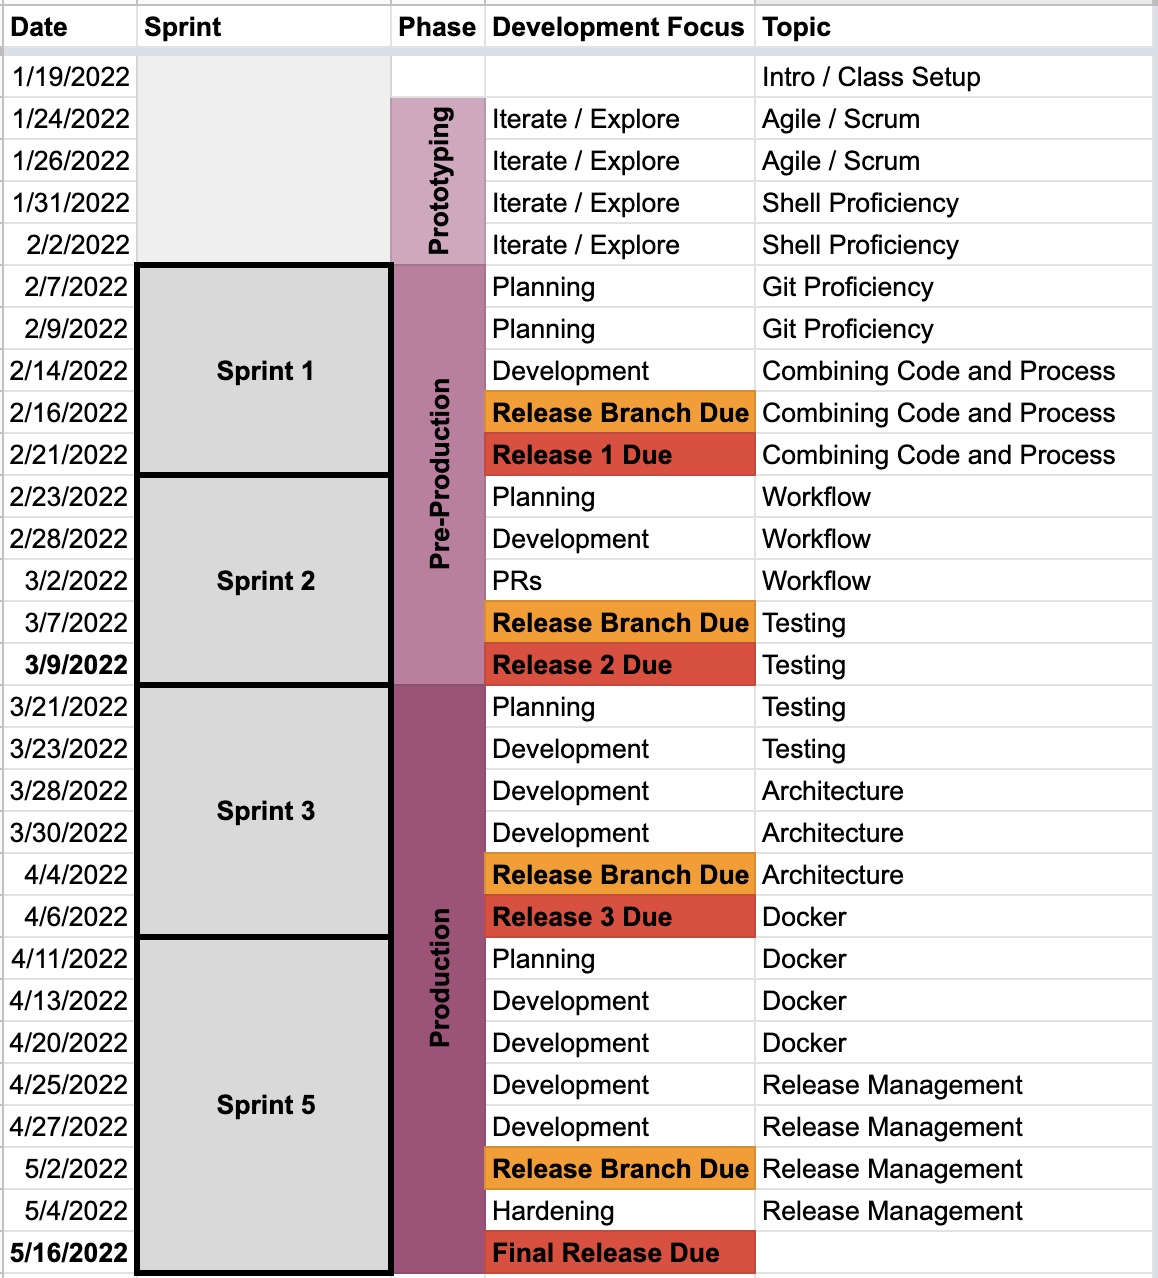 Date Sprint Phase Development Focus Topic
1/19/2022 Intro / Class Setup
Prototyping
1/24/2022 Iterate / Explore Agile / Scrum
1/26/2022 Iterate / Explore Agile / Scrum
1/31/2022 Iterate / Explore Shell Proficiency
2/2/2022 Iterate / Explore Shell Proficiency
Sprint 1
Pre-Production
2/7/2022 Planning Git Proficiency
2/9/2022 Planning Git Proficiency
2/14/2022 Development Combining Code and Process
2/16/2022 Release Branch Due Combining Code and Process
2/21/2022 Release 1 Due Combining Code and Process
Sprint 2
2/23/2022 Planning Workflow
2/28/2022 Development Workflow
3/2/2022 PRs Workflow
3/7/2022 Release Branch Due Testing
3/9/2022 Release 2 Due Testing
Sprint 3
Production
3/21/2022 Planning Testing
3/23/2022 Development Testing
3/28/2022 Development Architecture
3/30/2022 Development Architecture
4/4/2022 Release Branch Due Architecture
4/6/2022 Release 3 Due Docker
Sprint 5
4/11/2022 Planning Docker
4/13/2022 Development Docker
4/20/2022 Development Docker
4/25/2022 Development Release Management
4/27/2022 Development Release Management
5/2/2022 Release Branch Due Release Management
5/4/2022 Hardening Release Management
5/16/2022 Final Release Due